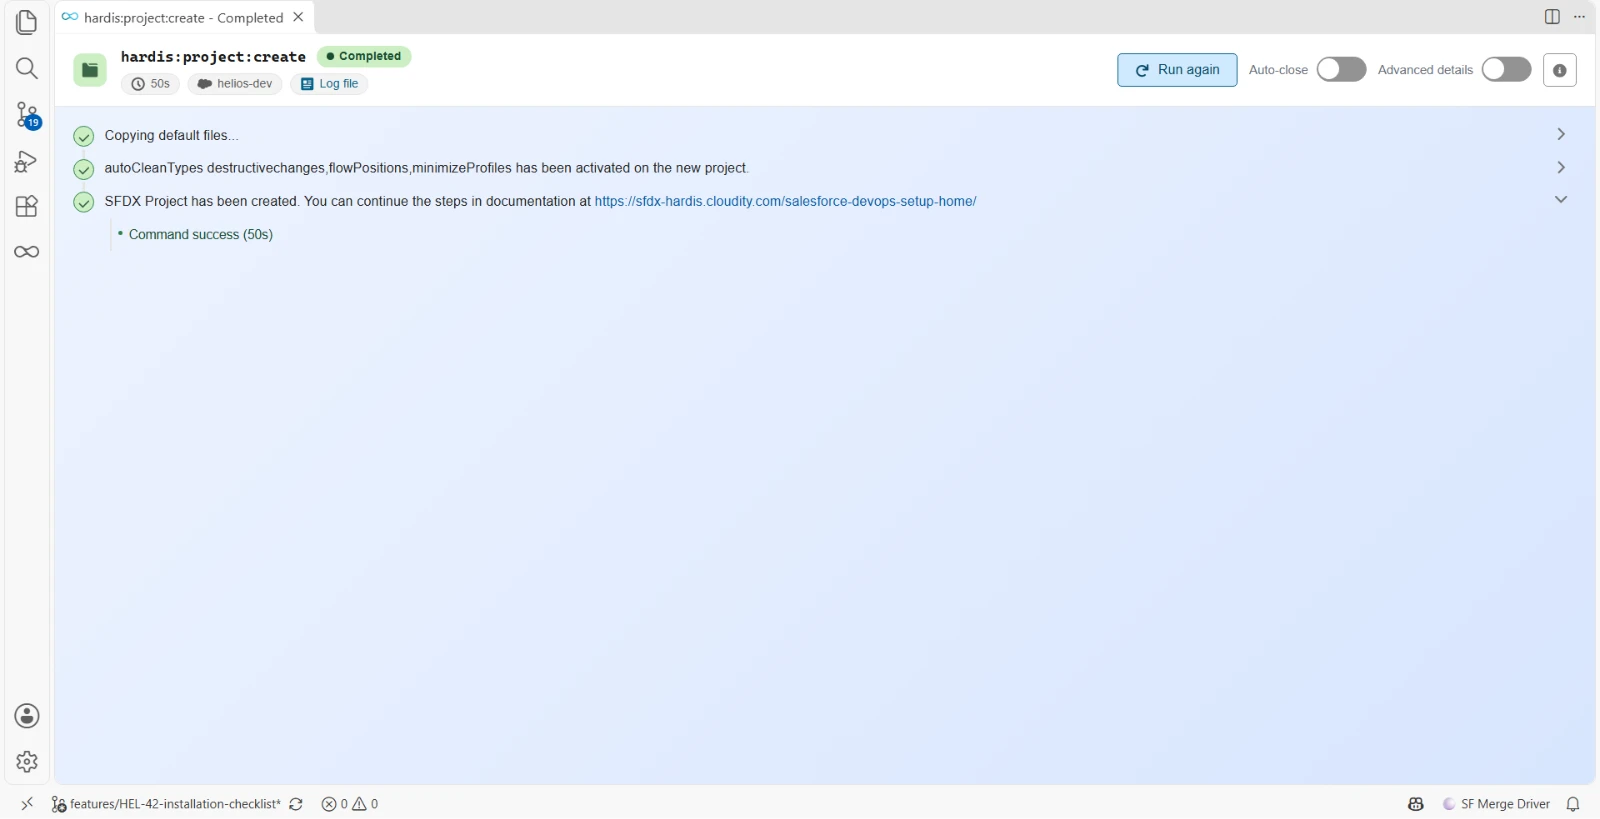 hardis:project:create - Completed
hardis:project:create
Completed
50s
helios-dev
Log file
Run again
Auto-close
Advanced details
19
Copying default files...
autoCleanTypes destructivechanges,flowPositions,minimizeProfiles has been activated on the new project.
SFDX Project has been created. You can continue the steps in documentation at https://sfdx-hardis.cloudity.com/salesforce-devops-setup-home/
• Command success (50s)
features/HEL-42-installation-checklist*
0
0
SF Merge Driver